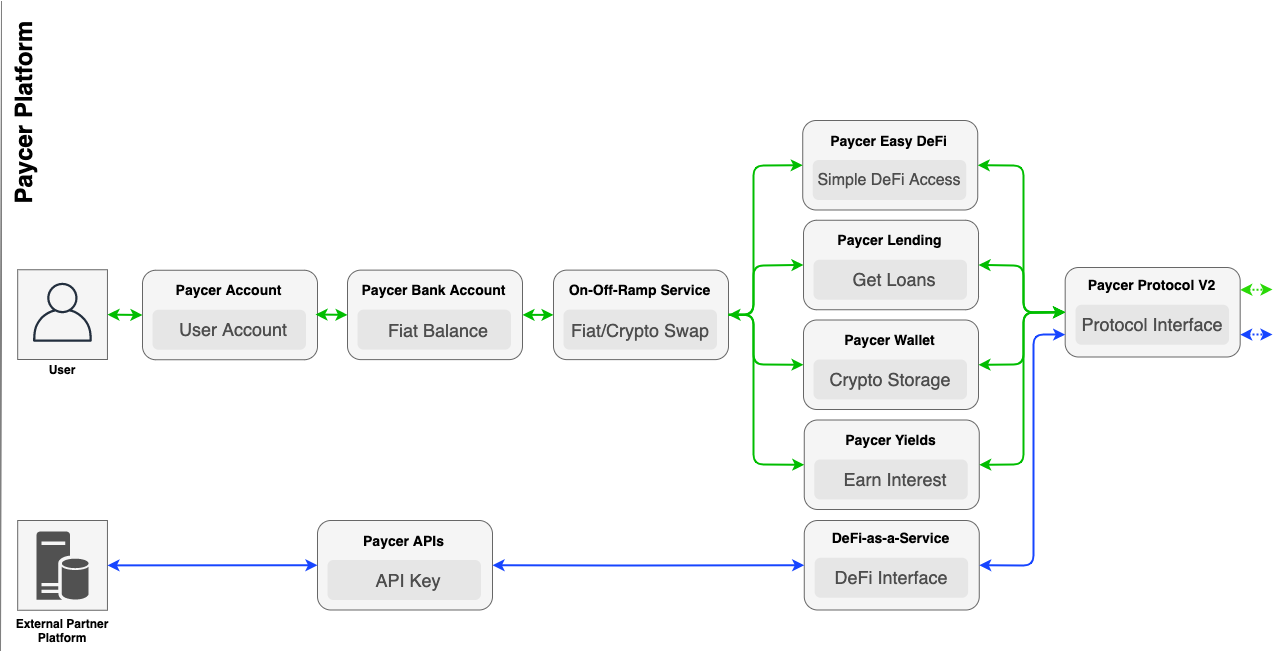 Paycer Platform
Paycer Easy DeFi
Simple DeFi Access
Paycer Lending
Get Loans
Paycer Account
User Account
Paycer Bank Account
Fiat Balance
On-Off-Ramp Service
Fiat/Crypto Swap
Paycer Protocol V2
Protocol Interface
User
Paycer Wallet
Crypto Storage
Paycer Yields
Earn Interest
Paycer APIs
API Key
DeFi-as-a-Service
DeFi Interface
External Partner
Platform